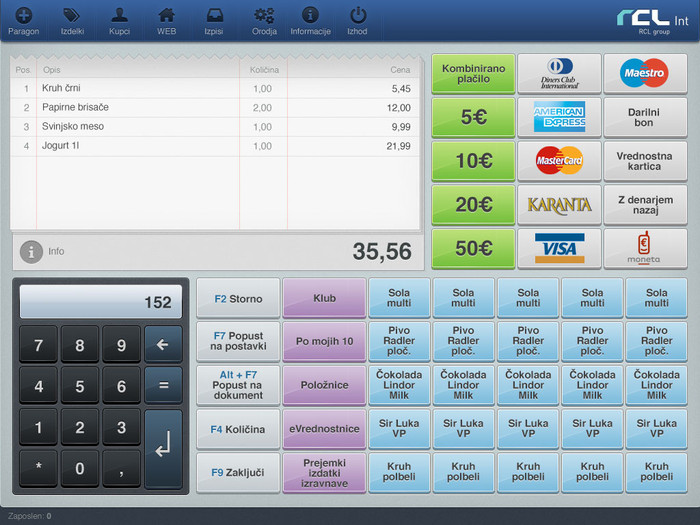 Paragon Izdelki Kupci WEB Izpisi Orodja Informacije Izhod
RCL Int
RCL group
Pos. Opis Količina Cena
1 Kruh črni 1,00 5,45
2 Papirne brisače 2,00 12,00
3 Svinjsko meso 1,00 9,99
4 Jogurt 1l 1,00 21,99
Info 35,56
Kombinirano
plačilo
Diners Club
International
Maestro
5€
AMERICAN
EXPRESS
Darilni
bon
10€
MasterCard
Vrednostna
kartica
20€
KARANTA
Z denarjem
nazaj
50€
VISA
moneta
152
7 8 9 ←
4 5 6 =
1 2 3
* 0 ,
F2 Storno
Klub
Sola
multi
Sola
multi
Sola
multi
Sola
multi
Sola
multi
F7 Popust
na postavki
Po mojih 10
Pivo
Radler
ploč.
Pivo
Radler
ploč.
Pivo
Radler
ploč.
Pivo
Radler
ploč.
Pivo
Radler
ploč.
Alt + F7
Popust na
dokument
Položnice
Čokolada
Lindor
Milk
Čokolada
Lindor
Milk
Čokolada
Lindor
Milk
Čokolada
Lindor
Milk
Čokolada
Lindor
Milk
F4 Količina
eVrednostnice
Sir Luka
VP
Sir Luka
VP
Sir Luka
VP
Sir Luka
VP
Sir Luka
VP
F9 Zaključi
Prejemki
izdatki
izravnave
Kruh
polbeli
Kruh
polbeli
Kruh
polbeli
Kruh
polbeli
Kruh
polbeli
Zaposlen: 0